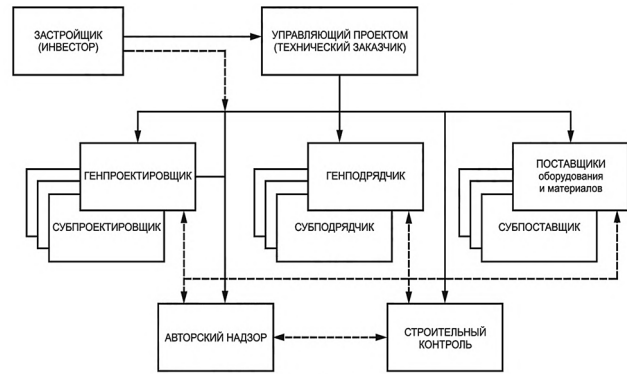 ЗАСТРОЙЩИК
(ИНВЕСТОР)
УПРАВЛЯЮЩИЙ ПРОЕКТОМ
(ТЕХНИЧЕСКИЙ ЗАКАЗЧИК)
ГЕНПРОЕКТИРОВЩИК
СУБПРОЕКТИРОВЩИК
ГЕНПОДРЯДЧИК
СУБПОДРЯДЧИК
ПОСТАВЩИКИ
оборудования
и материалов
СУБПОСТАВЩИК
АВТОРСКИЙ НАДЗОР
СТРОИТЕЛЬНЫЙ
КОНТРОЛЬ